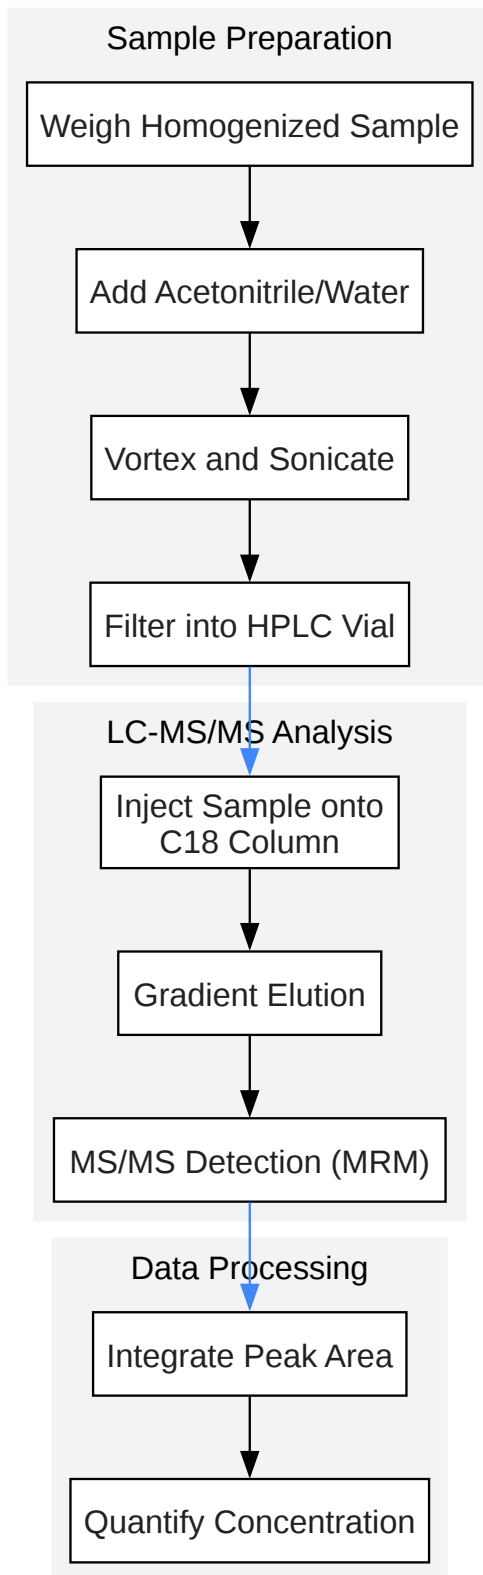 Sample Preparation
Weigh Homogenized Sample
Add Acetonitrile/Water
Vortex and Sonicate
Filter into HPLC Vial
LC-MS/MS Analysis
Inject Sample onto
C18 Column
Gradient Elution
MS/MS Detection (MRM)
Data Processing
Integrate Peak Area
Quantify Concentration